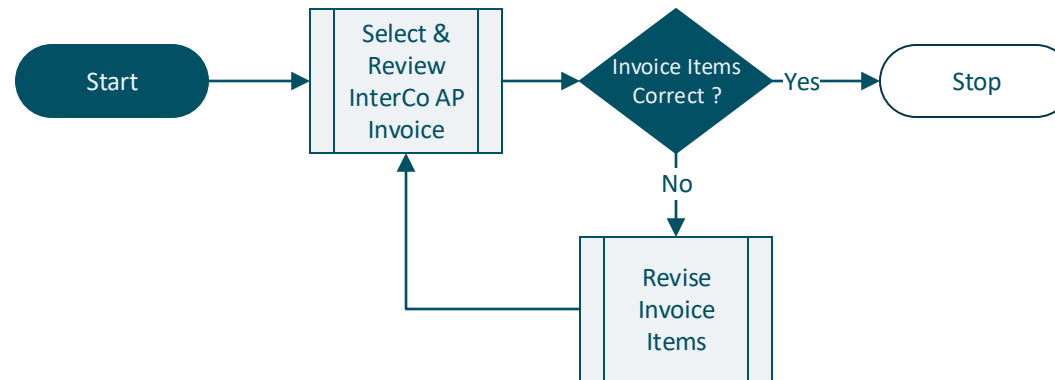 Start
Select &
Review
InterCo AP
Invoice
Invoice Items
Correct ?
Yes
Stop
No
Revise
Invoice
Items